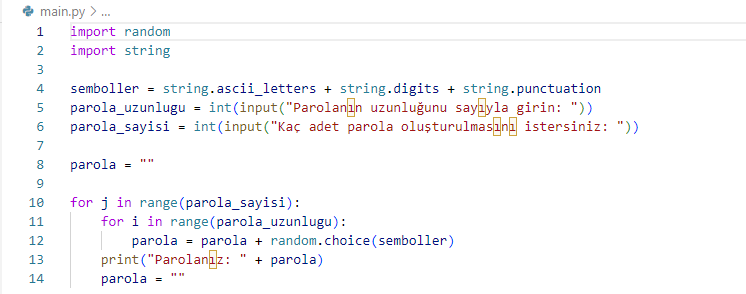 main.py > ...
1 import random
2 import string
3
4 semboller = string.ascii_letters + string.digits + string.punctuation
5 parola_uzunlugu = int(input("Parolanın uzunluğunu sayıyla girin: "))
6 parola_sayisi = int(input("Kaç adet parola oluşturulmasını istersiniz: "))
7
8 parola = ""
9
10 for j in range(parola_sayisi):
11     for i in range(parola_uzunlugu):
12         parola = parola + random.choice(semboller)
13     print("Parolanız: " + parola)
14     parola = ""